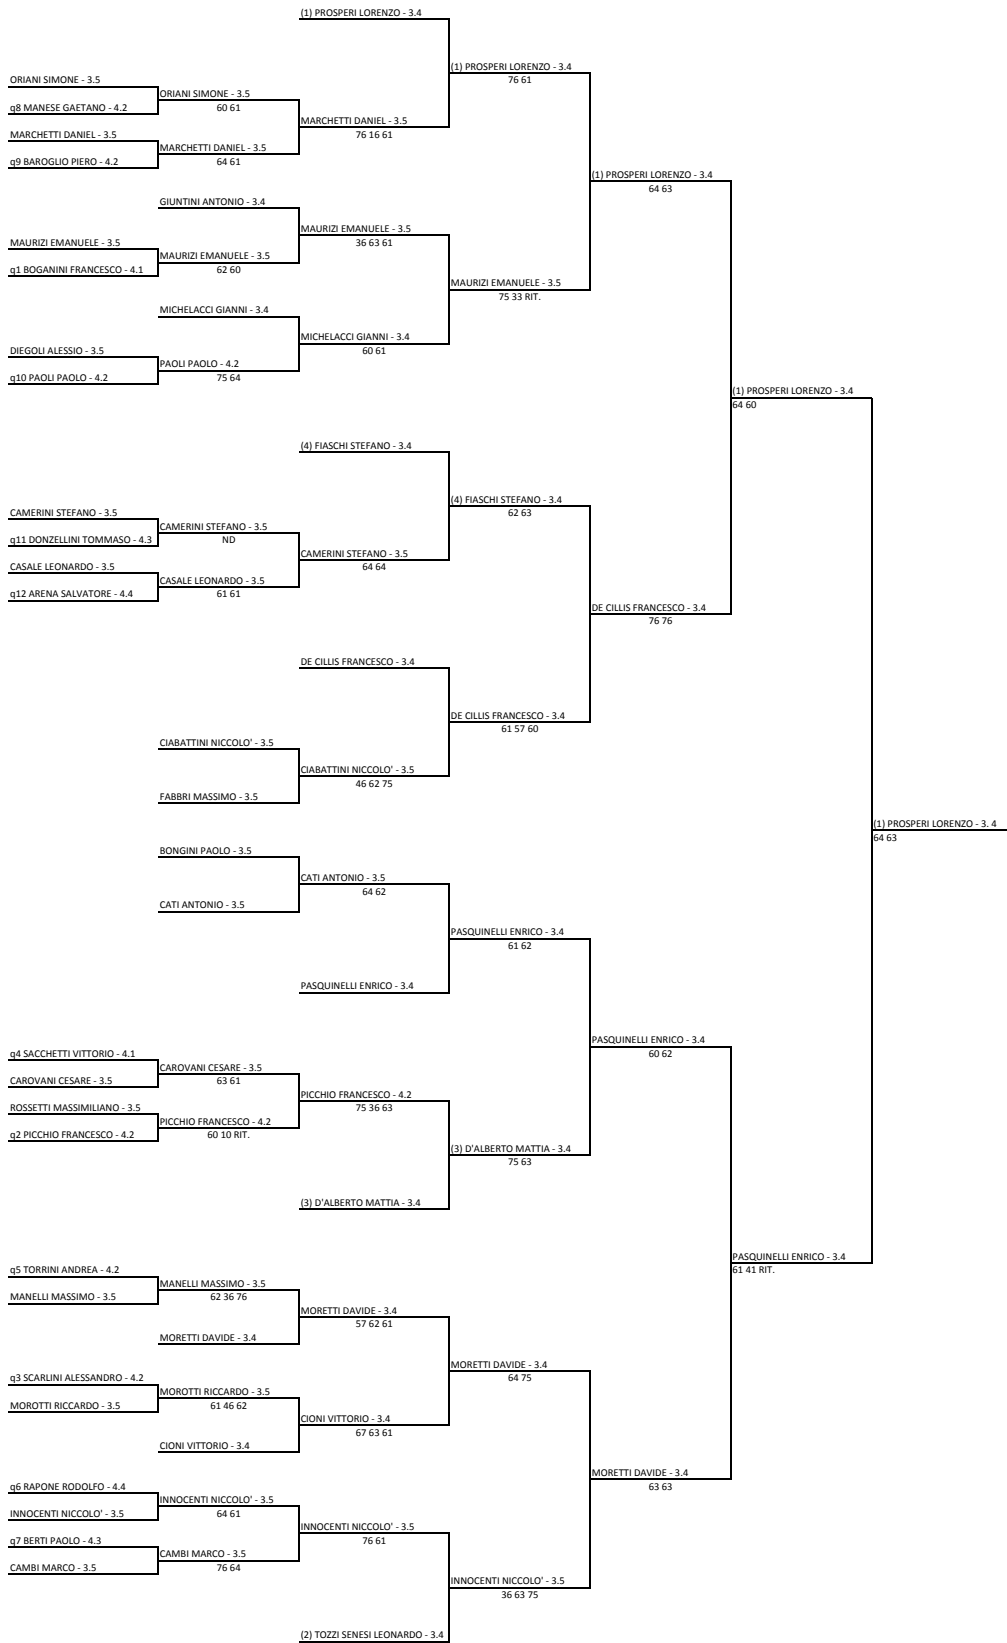 (1) PROSPERI LORENZO - 3.4
(1) PROSPERI LORENZO - 3.4
76 61
ORIANI SIMONE - 3.5
ORIANI SIMONE - 3.5
q8 MANESE GAETANO - 4.2
60 61
MARCHETTI DANIEL - 3.5
76 16 61
MARCHETTI DANIEL - 3.5
MARCHETTI DANIEL - 3.5
q9 BAROGLIO PIERO - 4.2
64 61
(1) PROSPERI LORENZO - 3.4
64 63
GIUNTINI ANTONIO - 3.4
MAURIZI EMANUELE - 3.5
36 63 61
MAURIZI EMANUELE - 3.5
MAURIZI EMANUELE - 3.5
q1 BOGANINI FRANCESCO - 4.1
62 60
MAURIZI EMANUELE - 3.5
75 33 RIT.
MICHELACCI GIANNI - 3.4
MICHELACCI GIANNI - 3.4
60 61
DIEGOLI ALESSIO - 3.5
PAOLI PAOLO - 4.2
q10 PAOLI PAOLO - 4.2
75 64
(1) PROSPERI LORENZO - 3.4
64 60
(4) FIASCHI STEFANO - 3.4
(4) FIASCHI STEFANO - 3.4
62 63
CAMERINI STEFANO - 3.5
CAMERINI STEFANO - 3.5
q11 DONZELLINI TOMMASO - 4.3
ND
CAMERINI STEFANO - 3.5
64 64
CASALE LEONARDO - 3.5
CASALE LEONARDO - 3.5
q12 ARENA SALVATORE - 4.4
61 61
DE CILLIS FRANCESCO - 3.4
76 76
DE CILLIS FRANCESCO - 3.4
DE CILLIS FRANCESCO - 3.4
61 57 60
CIABATTINI NICCOLO' - 3.5
CIABATTINI NICCOLO' - 3.5
46 62 75
FABBRI MASSIMO - 3.5
(1) PROSPERI LORENZO - 3. 4
64 63
BONGINI PAOLO - 3.5
CATI ANTONIO - 3.5
64 62
CATI ANTONIO - 3.5
PASQUINELLI ENRICO - 3.4
61 62
PASQUINELLI ENRICO - 3.4
PASQUINELLI ENRICO - 3.4
60 62
q4 SACCHETTI VITTORIO - 4.1
CAROVANI CESARE - 3.5
CAROVANI CESARE - 3.5
63 61
PICCHIO FRANCESCO - 4.2
75 36 63
ROSSETTI MASSIMILIANO - 3.5
PICCHIO FRANCESCO - 4.2
q2 PICCHIO FRANCESCO - 4.2
60 10 RIT.
(3) D'ALBERTO MATTIA - 3.4
75 63
(3) D'ALBERTO MATTIA - 3.4
PASQUINELLI ENRICO - 3.4
61 41 RIT.
q5 TORRINI ANDREA - 4.2
MANELLI MASSIMO - 3.5
MANELLI MASSIMO - 3.5
62 36 76
MORETTI DAVIDE - 3.4
57 62 61
MORETTI DAVIDE - 3.4
MORETTI DAVIDE - 3.4
64 75
q3 SCARLINI ALESSANDRO - 4.2
MOROTTI RICCARDO - 3.5
MOROTTI RICCARDO - 3.5
61 46 62
CIONI VITTORIO - 3.4
67 63 61
CIONI VITTORIO - 3.4
MORETTI DAVIDE - 3.4
63 63
q6 RAPONE RODOLFO - 4.4
INNOCENTI NICCOLO' - 3.5
INNOCENTI NICCOLO' - 3.5
64 61
INNOCENTI NICCOLO' - 3.5
76 61
q7 BERTI PAOLO - 4.3
CAMBI MARCO - 3.5
CAMBI MARCO - 3.5
76 64
INNOCENTI NICCOLO' - 3.5
36 63 75
(2) TOZZI SENESI LEONARDO - 3.4